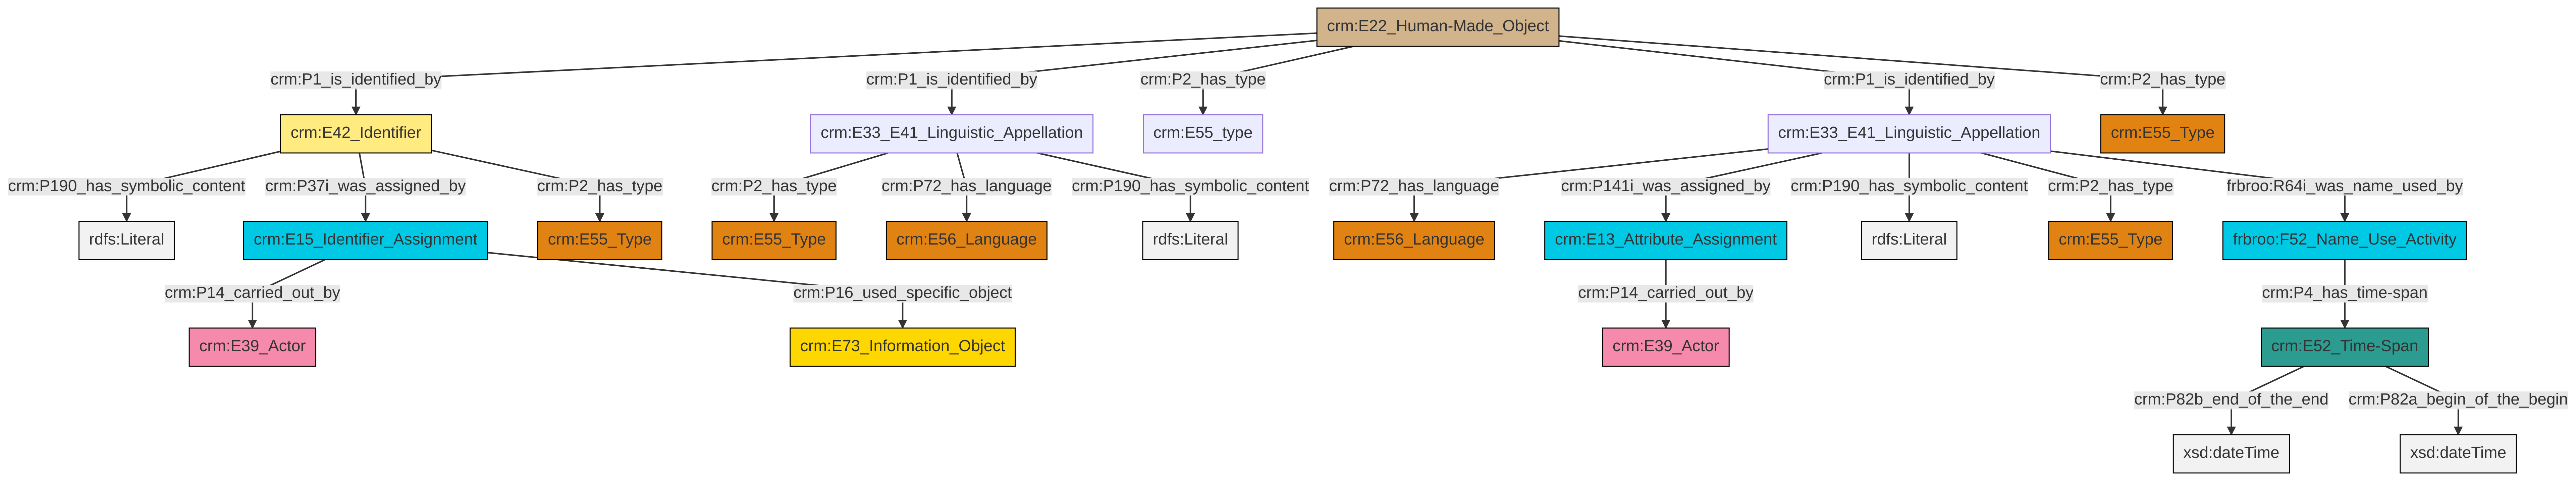 crm:E22_Human-Made_Object
crm:P1_is_identified_by
crm:P1_is_identified_by
crm:P2_has_type
crm:P1_is_identified_by
crm:P2_has_type
crm:E42_Identifier
crm:E33_E41_Linguistic_Appellation
crm:E55_type
crm:E33_E41_Linguistic_Appellation
crm:E55_Type
crm:P190_has_symbolic_content
crm:P37i_was_assigned_by
crm:P2_has_type
crm:P2_has_type
crm:P72_has_language
crm:P190_has_symbolic_content
crm:P72_has_language
crm:P141i_was_assigned_by
crm:P190_has_symbolic_content
crm:P2_has_type
frbroo:R64i_was_name_used_by
rdfs:Literal
crm:E15_Identifier_Assignment
crm:E55_Type
crm:E55_Type
crm:E56_Language
rdfs:Literal
crm:E56_Language
crm:E13_Attribute_Assignment
rdfs:Literal
crm:E55_Type
frbroo:F52_Name_Use_Activity
crm:P14_carried_out_by
crm:P16_used_specific_object
crm:P14_carried_out_by
crm:P4_has_time-span
crm:E39_Actor
crm:E73_Information_Object
crm:E39_Actor
crm:E52_Time-Span
crm:P82b_end_of_the_end
crm:P82a_begin_of_the_begin
xsd:dateTime
xsd:dateTime